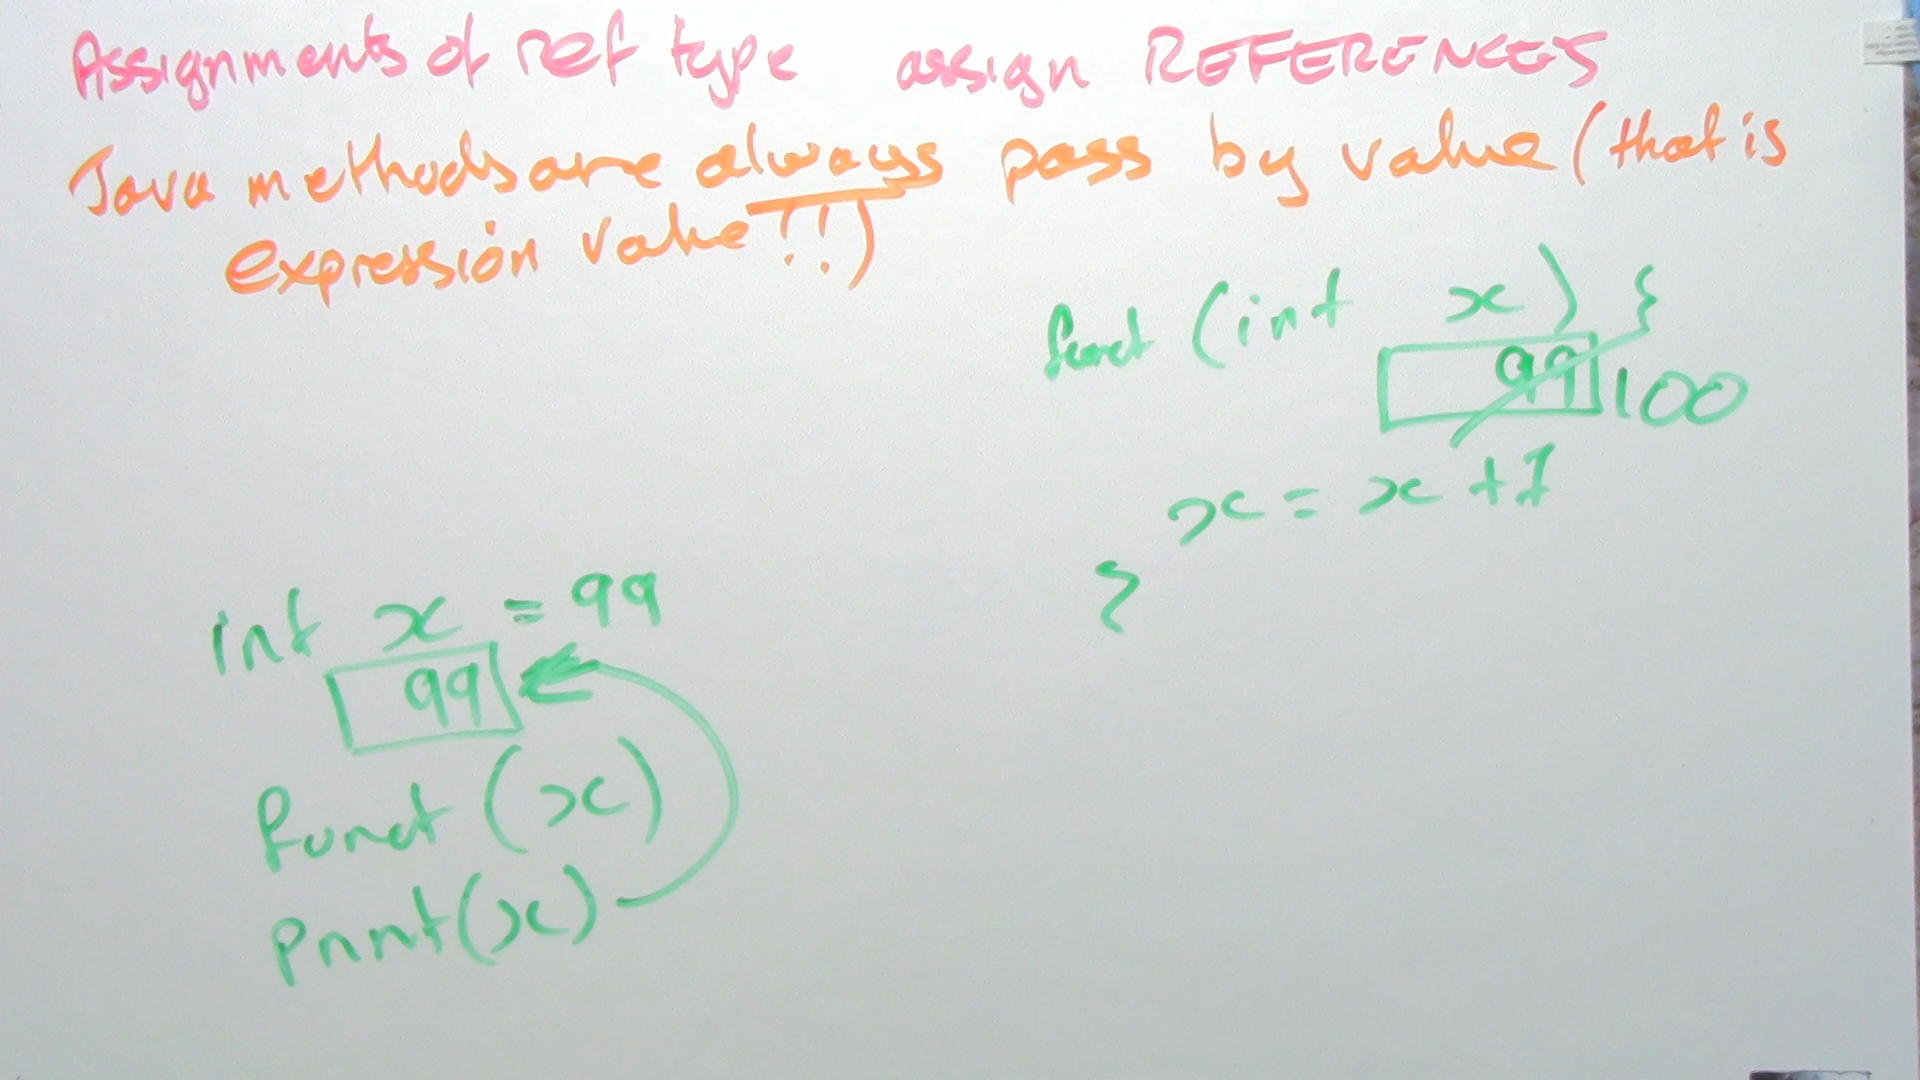 Assignments of ref type assign REFERENCES
Java methods are always pass by value (that is
expression value!!)
funct (int x) {
99 100
x = x + 1
}
int x = 99
99
funct (x)
print(x)